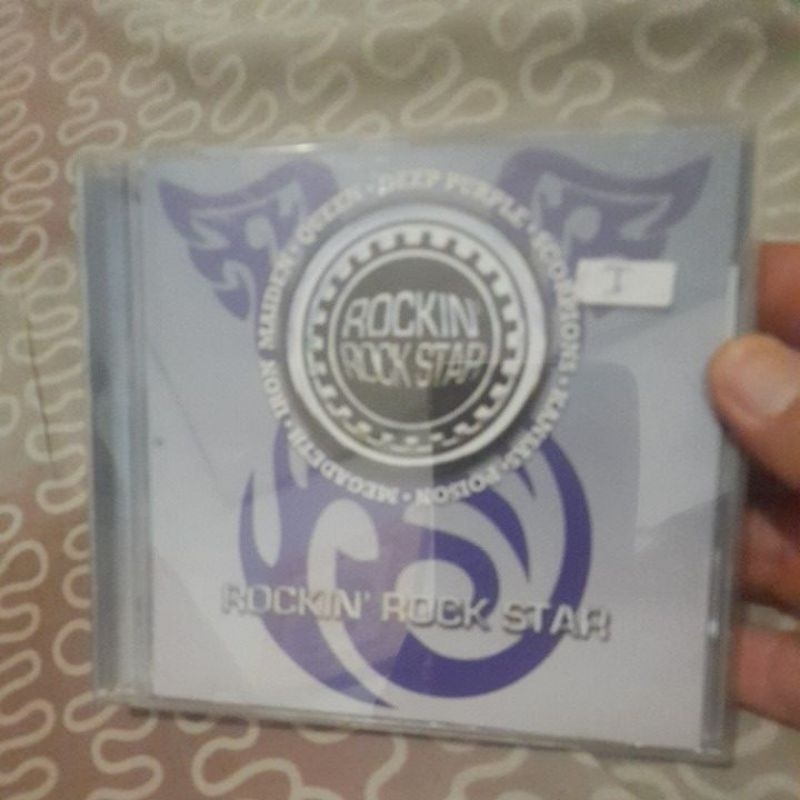 QUEEN • DEEP PURPLE • SCORPIONS • KANSAS • POISON • MEGADETH • IRON MAIDEN •
I
ROCKIN'
ROCK STAR
ROCKIN' ROCK STAR